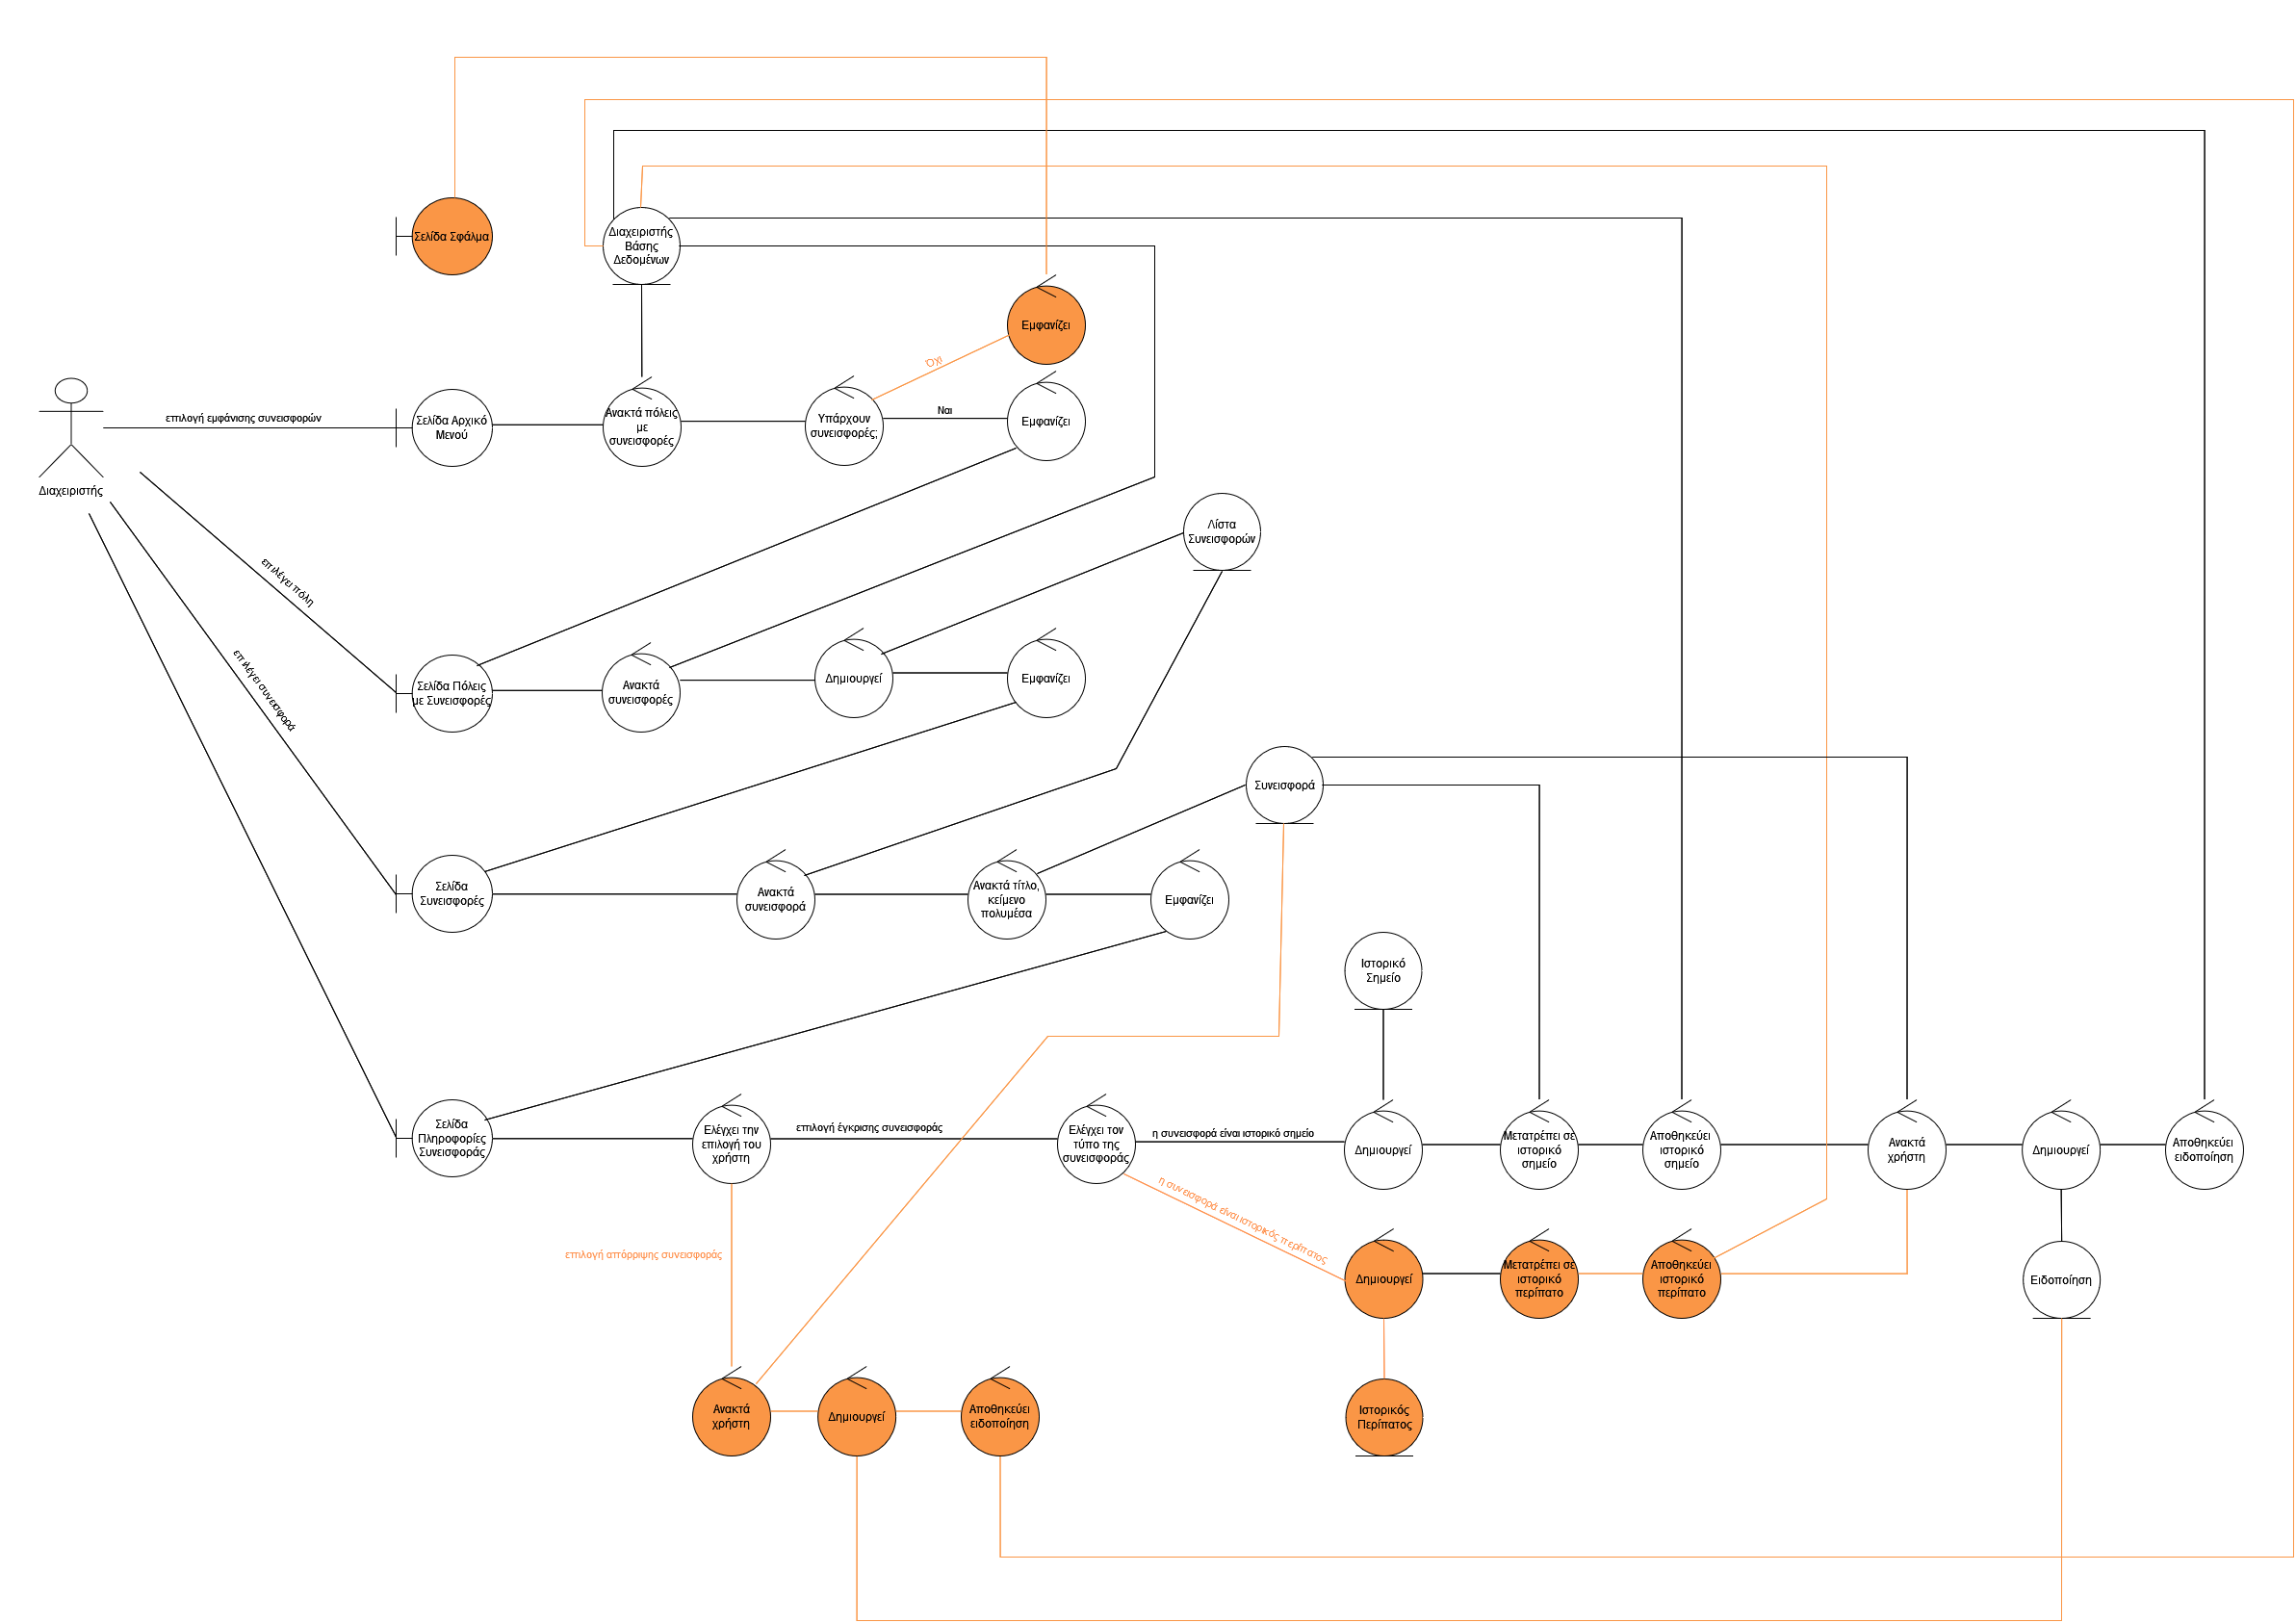 Σελίδα Σφάλμα
Διαχειριστής
Βάσης
Δεδομένων
Εμφανίζει
Όχι
επιλογή εμφάνισης συνεισφορών
Σελίδα Αρχικό
Μενού
Ανακτά πόλεις
με
συνεισφορές
Υπάρχουν
συνεισφορές;
Ναι
Εμφανίζει
Διαχειριστής
Λίστα
Συνεισφορών
επιλέγει πόλη
επιλέγει συνεισφορά
Σελίδα Πόλεις
με Συνεισφορές
Ανακτά
συνεισφορές
Δημιουργεί
Εμφανίζει
Συνεισφορά
Σελίδα
Συνεισφορές
Ανακτά
συνεισφορά
Ανακτά τίτλο,
κείμενο
πολυμέσα
Εμφανίζει
Ιστορικό
Σημείο
Σελίδα
Πληροφορίες
Συνεισφοράς
Ελέγχει την
επιλογή του
χρήστη
επιλογή έγκρισης συνεισφοράς
Ελέγχει τον
τύπο της
συνεισφοράς
η συνεισφορά είναι ιστορικό σημείο
Δημιουργεί
Μετατρέπει σε
ιστορικό
σημείο
Αποθηκεύει
ιστορικό
σημείο
Ανακτά
χρήστη
Δημιουργεί
Αποθηκεύει
ειδοποίηση
η συνεισφορά είναι ιστορικός περίπατος
επιλογή απόρριψης συνεισφοράς
Δημιουργεί
Μετατρέπει σε
ιστορικό
περίπατο
Αποθηκεύει
ιστορικό
περίπατο
Ειδοποίηση
Ανακτά
χρήστη
Δημιουργεί
Αποθηκεύει
ειδοποίηση
Ιστορικός
Περίπατος